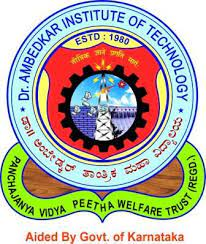 Dr. AMBEDKAR INSTITUTE OF TECHNOLOGY
ESTD : 1980
ಡಾ|| ಅಂಬೇಡ್ಕರ್ ತಾಂತ್ರಿಕ ಮಹಾ ವಿದ್ಯಾಲಯ
PANCHAJANYA VIDYA PEETHA WELFARE TRUST (REGD.)
Aided By Govt. of Karnataka